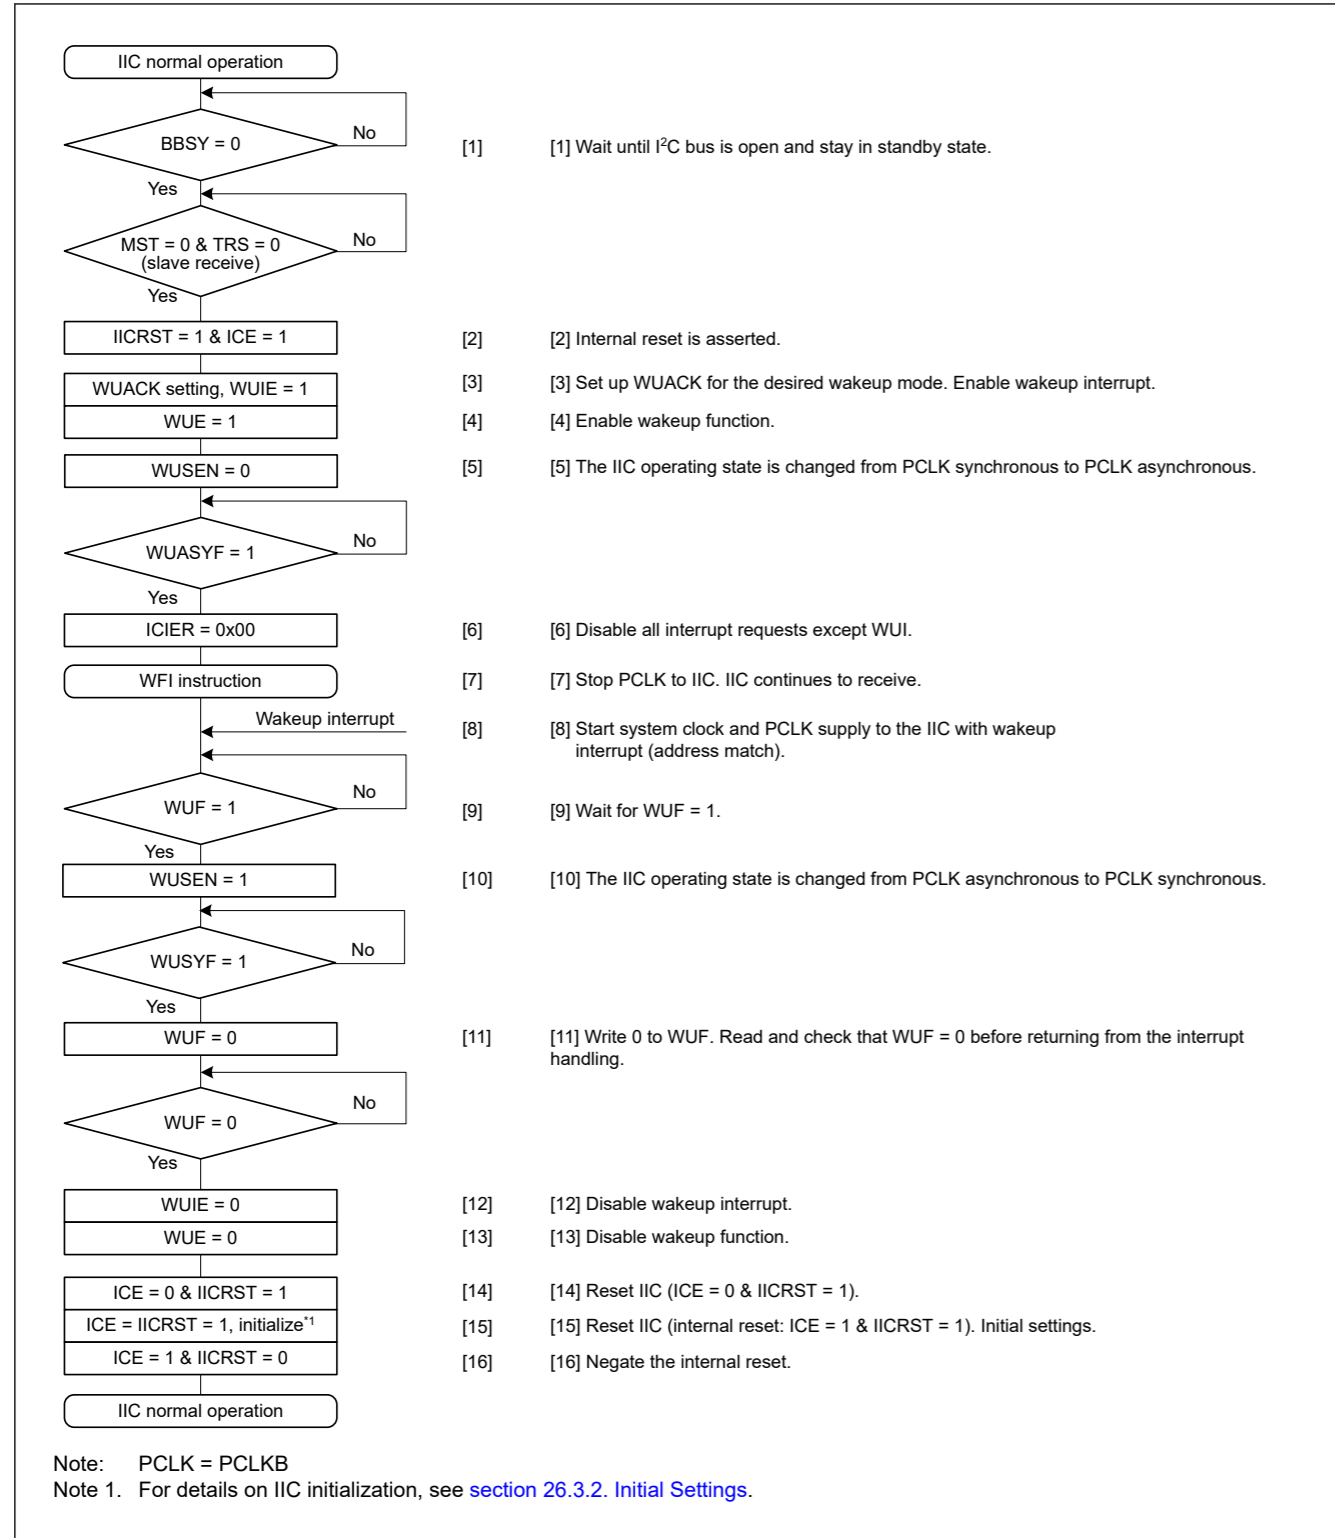 IIC normal operation
BBSY = 0
No
[1] [1] Wait until I²C bus is open and stay in standby state.
Yes
MST = 0 & TRS = 0
(slave receive)
No
Yes
IICRST = 1 & ICE = 1
[2] [2] Internal reset is asserted.
WUACK setting, WUIE = 1
[3] [3] Set up WUACK for the desired wakeup mode. Enable wakeup interrupt.
WUE = 1
[4] [4] Enable wakeup function.
WUSEN = 0
[5] [5] The IIC operating state is changed from PCLK synchronous to PCLK asynchronous.
WUASYF = 1
No
Yes
ICIER = 0x00
[6] [6] Disable all interrupt requests except WUI.
WFI instruction
[7] [7] Stop PCLK to IIC. IIC continues to receive.
Wakeup interrupt
[8] [8] Start system clock and PCLK supply to the IIC with wakeup
interrupt (address match).
WUF = 1
No
[9] [9] Wait for WUF = 1.
Yes
WUSEN = 1
[10] [10] The IIC operating state is changed from PCLK asynchronous to PCLK synchronous.
WUSYF = 1
No
Yes
WUF = 0
[11] [11] Write 0 to WUF. Read and check that WUF = 0 before returning from the interrupt
handling.
WUF = 0
No
Yes
WUIE = 0
[12] [12] Disable wakeup interrupt.
WUE = 0
[13] [13] Disable wakeup function.
ICE = 0 & IICRST = 1
[14] [14] Reset IIC (ICE = 0 & IICRST = 1).
ICE = IICRST = 1, initialize*1
[15] [15] Reset IIC (internal reset: ICE = 1 & IICRST = 1). Initial settings.
ICE = 1 & IICRST = 0
[16] [16] Negate the internal reset.
IIC normal operation
Note: PCLK = PCLKB
Note 1. For details on IIC initialization, see section 26.3.2. Initial Settings.